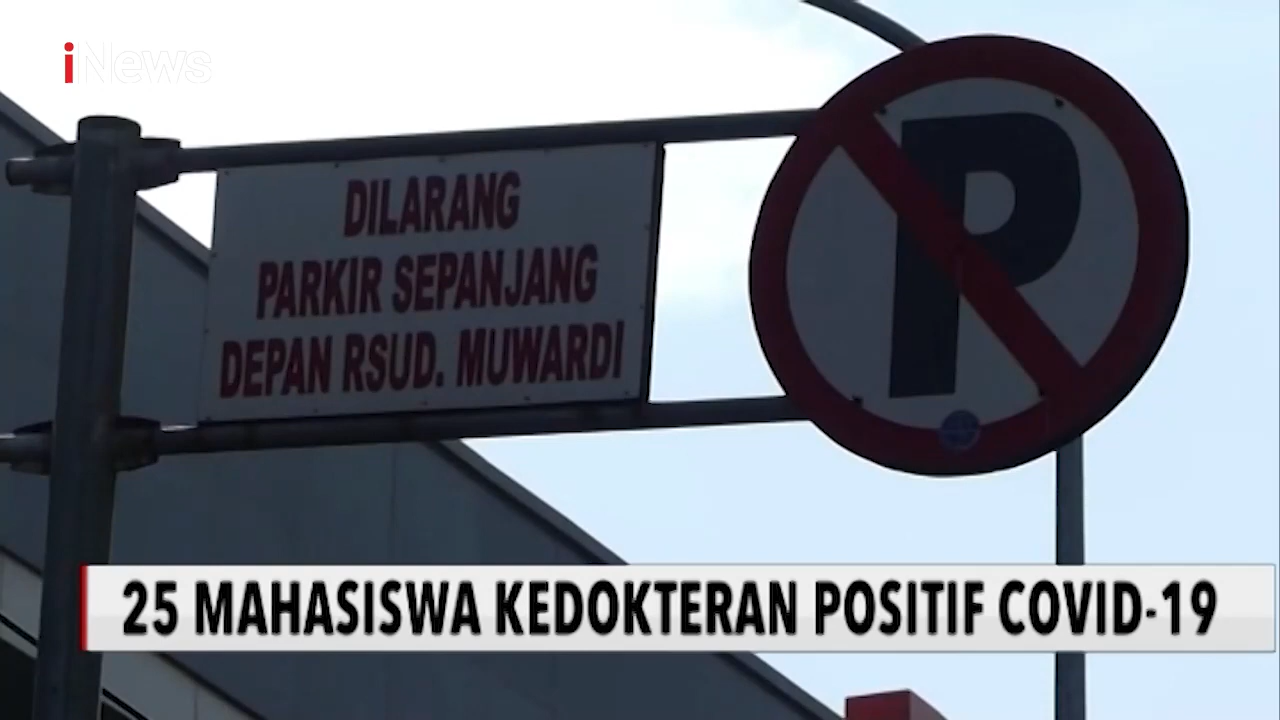 iNews
DILARANG
PARKIR SEPANJANG
DEPAN RSUD. MUWARDI
P
25 MAHASISWA KEDOKTERAN POSITIF COVID-19